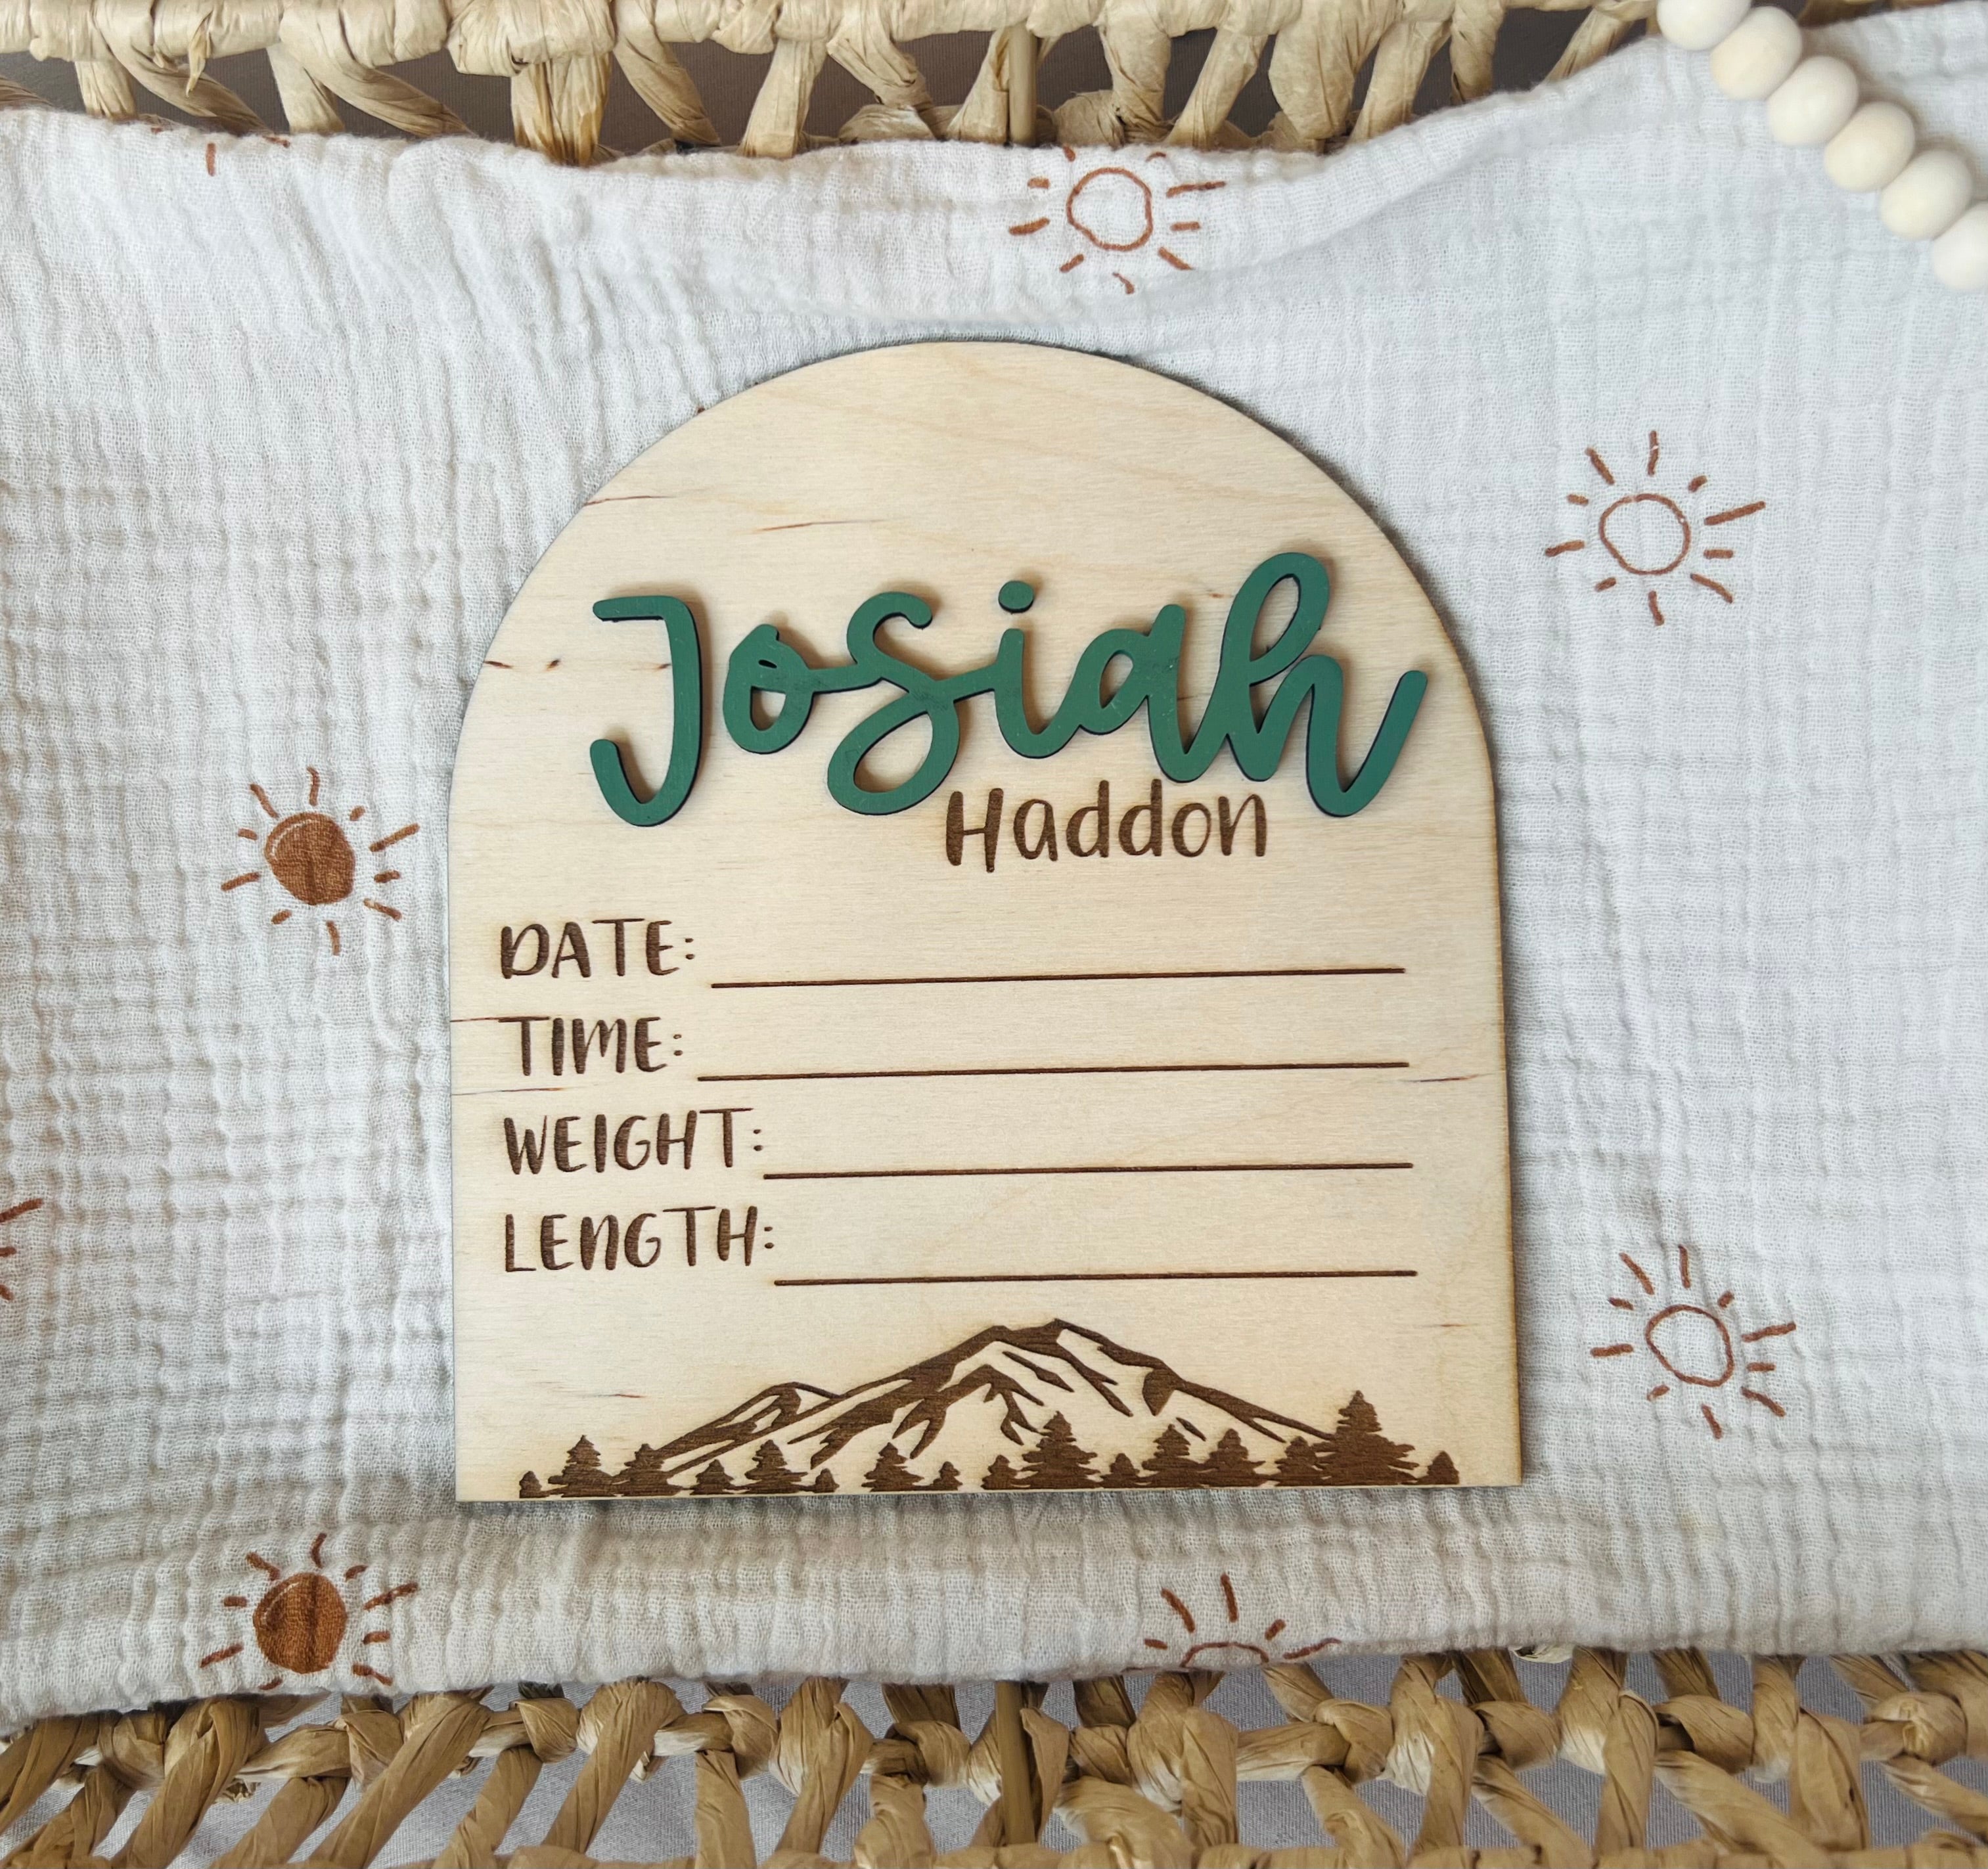 Josiah
Haddon
DATE:
TIME:
WEIGHT:
LENGTH: